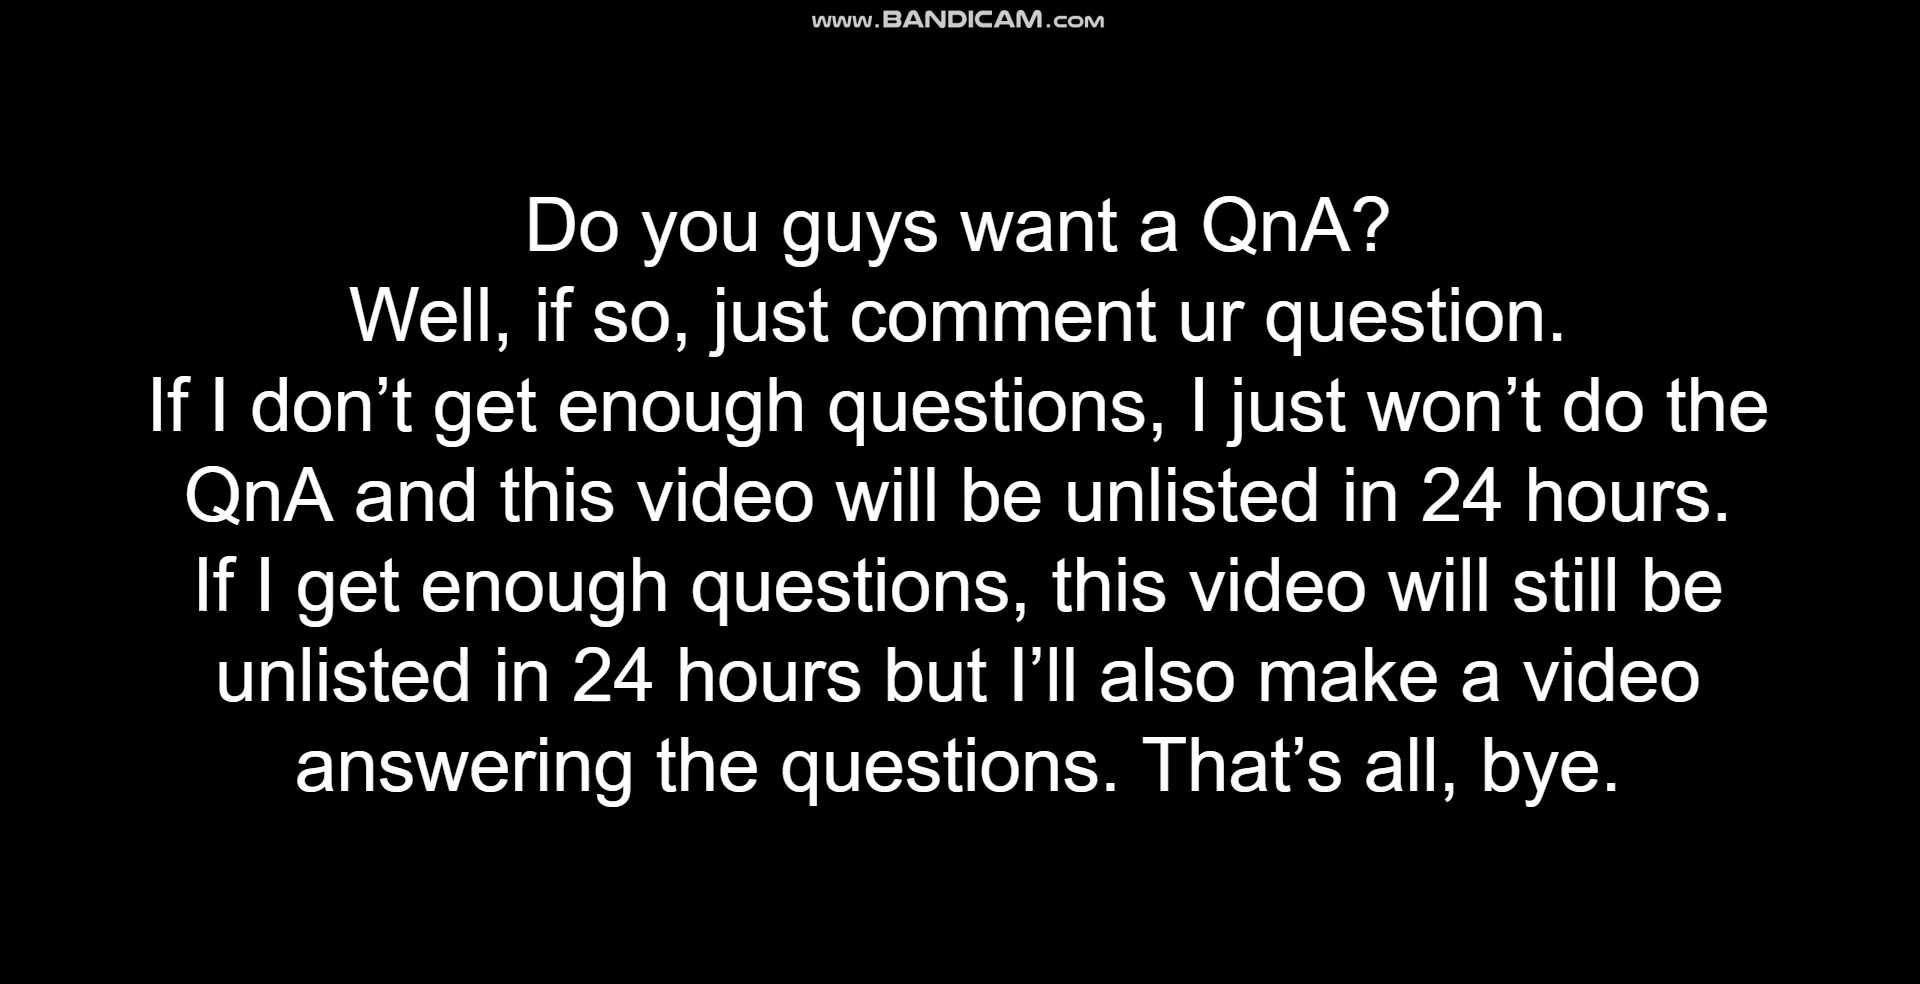 www.BANDICAM.com
Do you guys want a QnA?
Well, if so, just comment ur question.
If I don’t get enough questions, I just won’t do the
QnA and this video will be unlisted in 24 hours.
If I get enough questions, this video will still be
unlisted in 24 hours but I’ll also make a video
answering the questions. That’s all, bye.